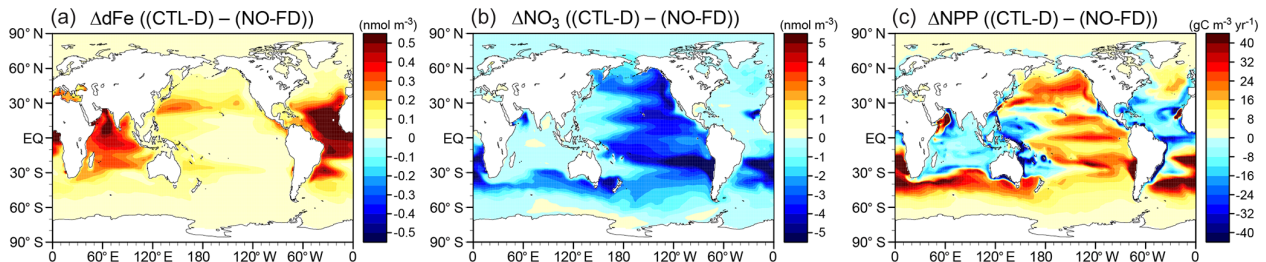 (a) ΔdFe ((CTL-D) – (NO-FD))
(nmol m⁻³)
90° N
60° N
30° N
EQ
30° S
60° S
90° S
0 60° E 120° E 180° 120° W 60° W 0
0.5
0.4
0.3
0.2
0.1
0
-0.1
-0.2
-0.3
-0.4
-0.5
(b) ΔNO₃ ((CTL-D) – (NO-FD))
(nmol m⁻³)
90° N
60° N
30° N
EQ
30° S
60° S
90° S
0 60° E 120° E 180° 120° W 60° W 0
5
4
3
2
1
0
-1
-2
-3
-4
-5
(c) ΔNPP ((CTL-D) – (NO-FD))
(gC m⁻³ yr⁻¹)
90° N
60° N
30° N
EQ
30° S
60° S
90° S
0 60° E 120° E 180° 120° W 60° W 0
40
32
24
16
8
0
-8
-16
-24
-32
-40